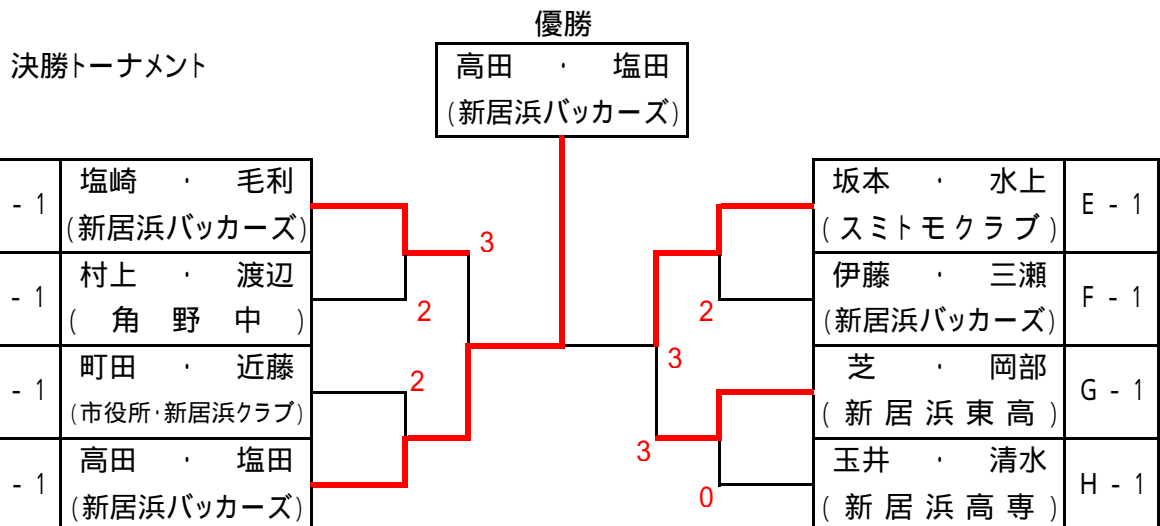 優勝
決勝トーナメント
高田 ・ 塩田
(新居浜バッカーズ)
- 1
塩崎 ・ 毛利
(新居浜バッカーズ)
- 1
村上 ・ 渡辺
( 角 野 中 )
- 1
町田 ・ 近藤
(市役所・新居浜クラブ)
- 1
高田 ・ 塩田
(新居浜バッカーズ)
3
2
2
2
3
3
0
坂本 ・ 水上
( スミトモクラブ )
E - 1
伊藤 ・ 三瀬
(新居浜バッカーズ)
F - 1
芝 ・ 岡部
( 新 居 浜 東 高 )
G - 1
玉井 ・ 清水
( 新 居 浜 高 専 )
H - 1